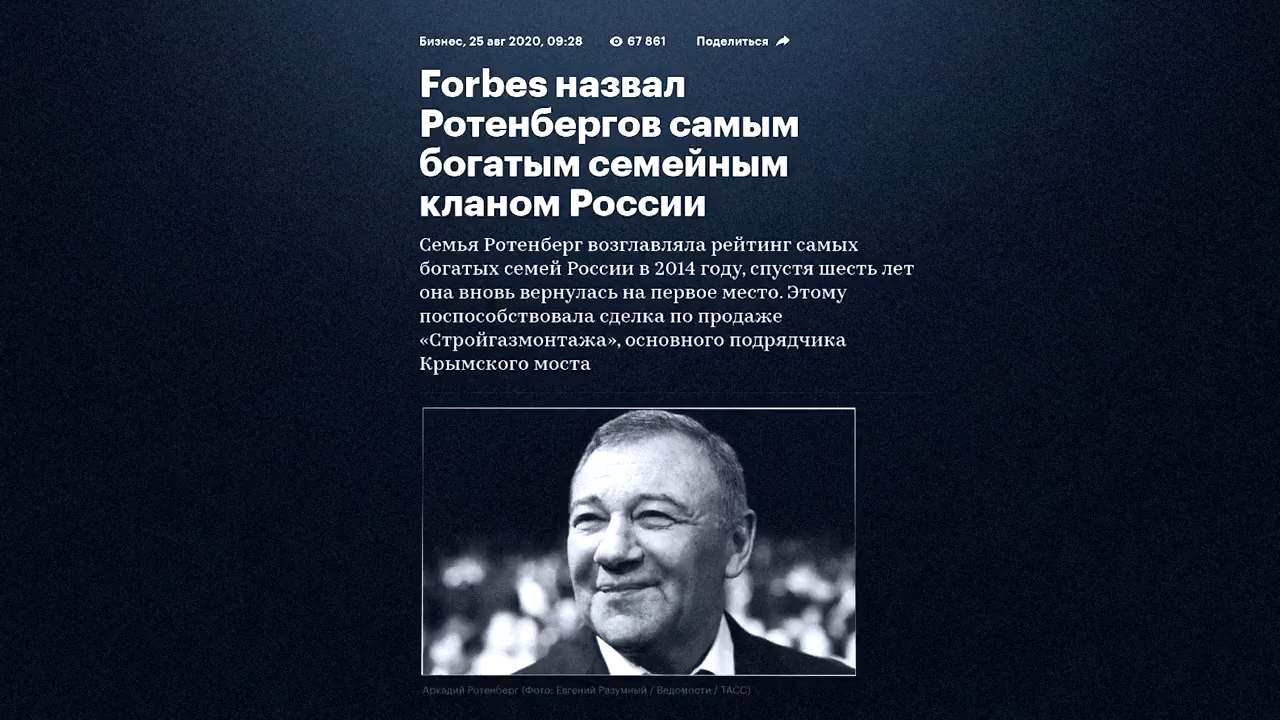 Бизнес, 25 авг 2020, 09:28 67 861 Поделиться
Forbes назвал
Ротенбергов самым
богатым семейным
кланом России
Семья Ротенберг возглавляла рейтинг самых
богатых семей России в 2014 году, спустя шесть лет
она вновь вернулась на первое место. Этому
поспособствовала сделка по продаже
«Стройгазмонтажа», основного подрядчика
Крымского моста
Аркадий Ротенберг (Фото: Евгений Разумный / Ведомости / ТАСС)